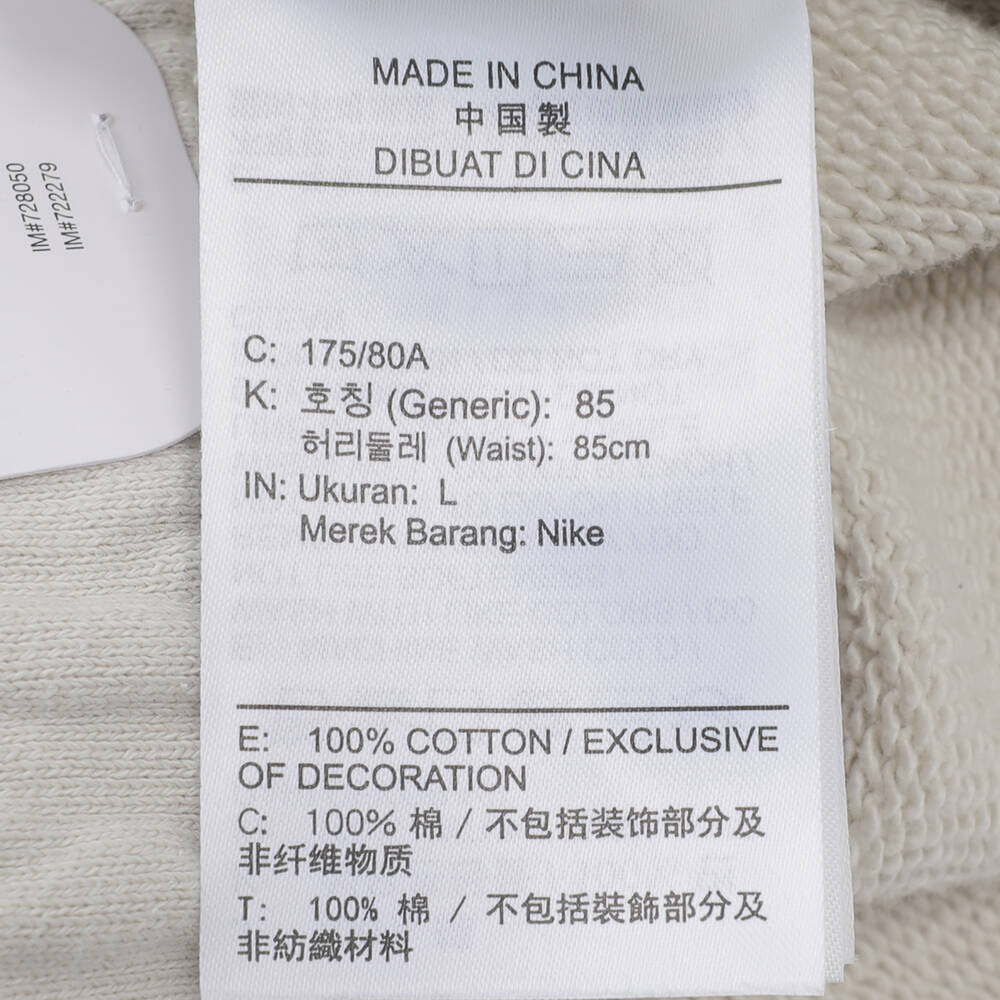 MADE IN CHINA
中国製
DIBUAT DI CINA
IM#728050
IM#722279
C: 175/80A
K: 호칭 (Generic): 85
허리둘레 (Waist): 85cm
IN: Ukuran: L
Merek Barang: Nike
E: 100% COTTON / EXCLUSIVE
OF DECORATION
C: 100% 棉 / 不包括装饰部分及
非纤维物质
T: 100% 棉 / 不包括裝飾部分及
非紡織材料